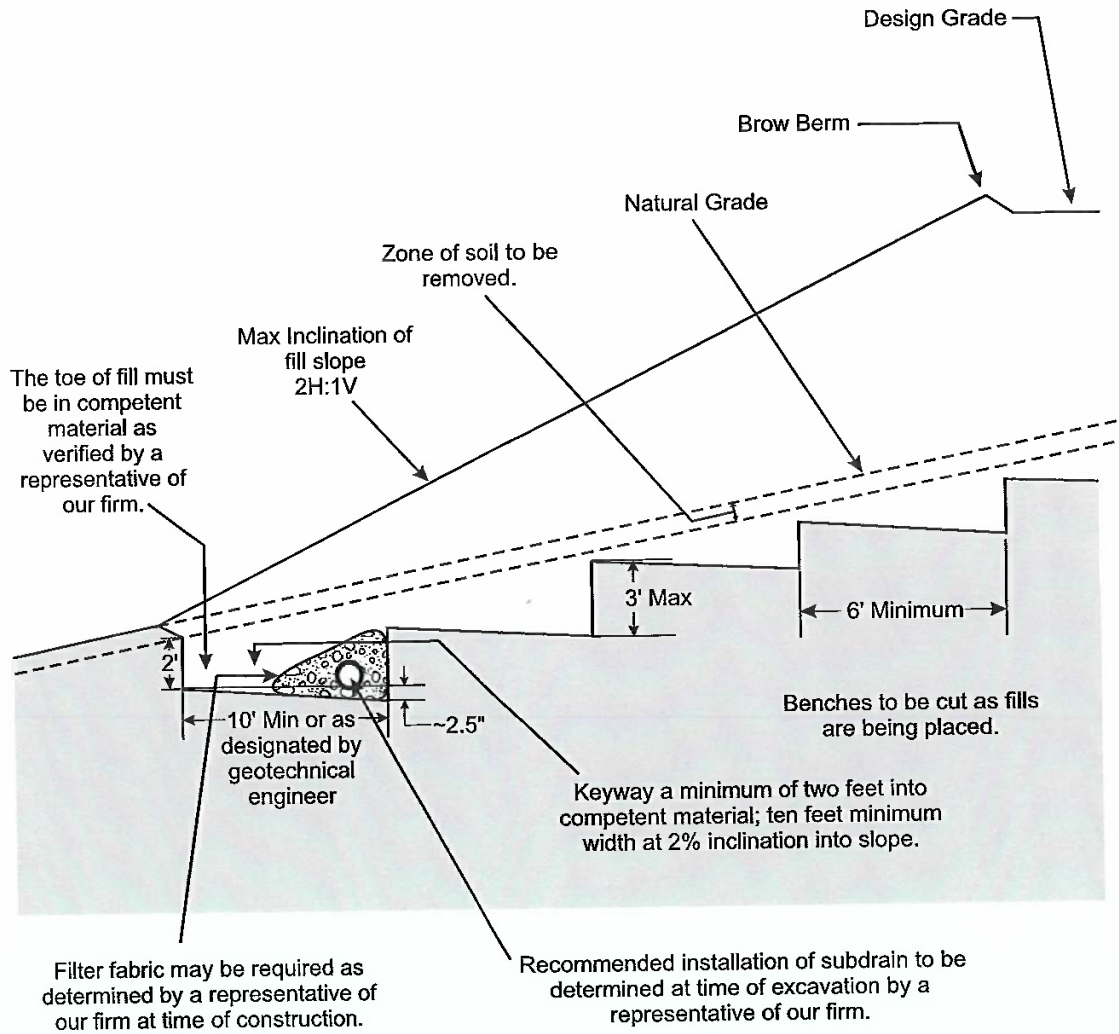 Design Grade
Brow Berm
Natural Grade
Zone of soil to be
removed.
Max Inclination of
fill slope
2H:1V
The toe of fill must
be in competent
material as
verified by a
representative of
our firm.
3' Max
6' Minimum
2'
10' Min or as
designated by
geotechnical
engineer
~2.5"
Benches to be cut as fills
are being placed.
Keyway a minimum of two feet into
competent material; ten feet minimum
width at 2% inclination into slope.
Filter fabric may be required as
determined by a representative of
our firm at time of construction.
Recommended installation of subdrain to be
determined at time of excavation by a
representative of our firm.